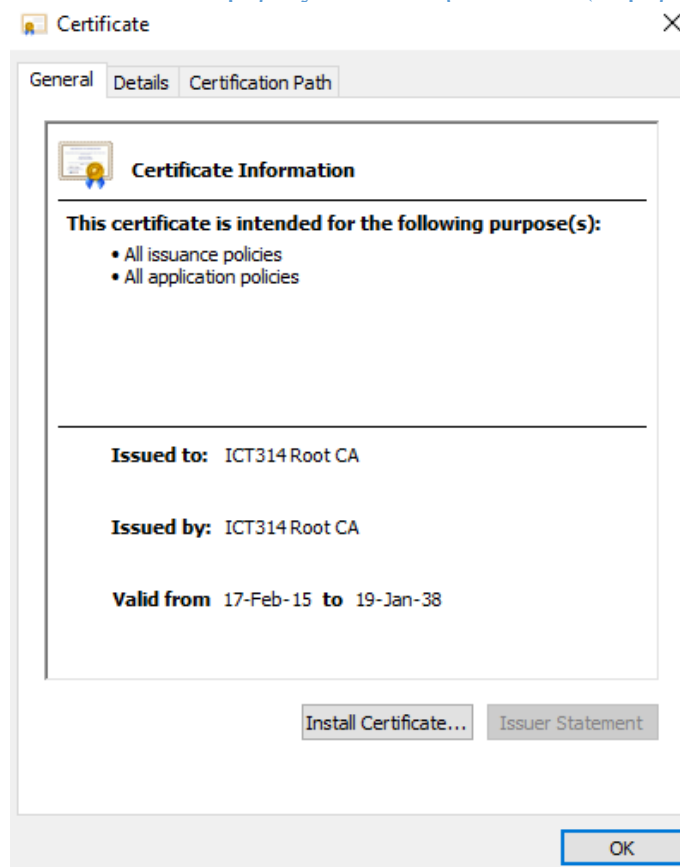 Certificate
General Details Certification Path
Certificate Information
This certificate is intended for the following purpose(s):
• All issuance policies
• All application policies
Issued to: ICT314 Root CA
Issued by: ICT314 Root CA
Valid from 17-Feb-15 to 19-Jan-38
Install Certificate... Issuer Statement
OK